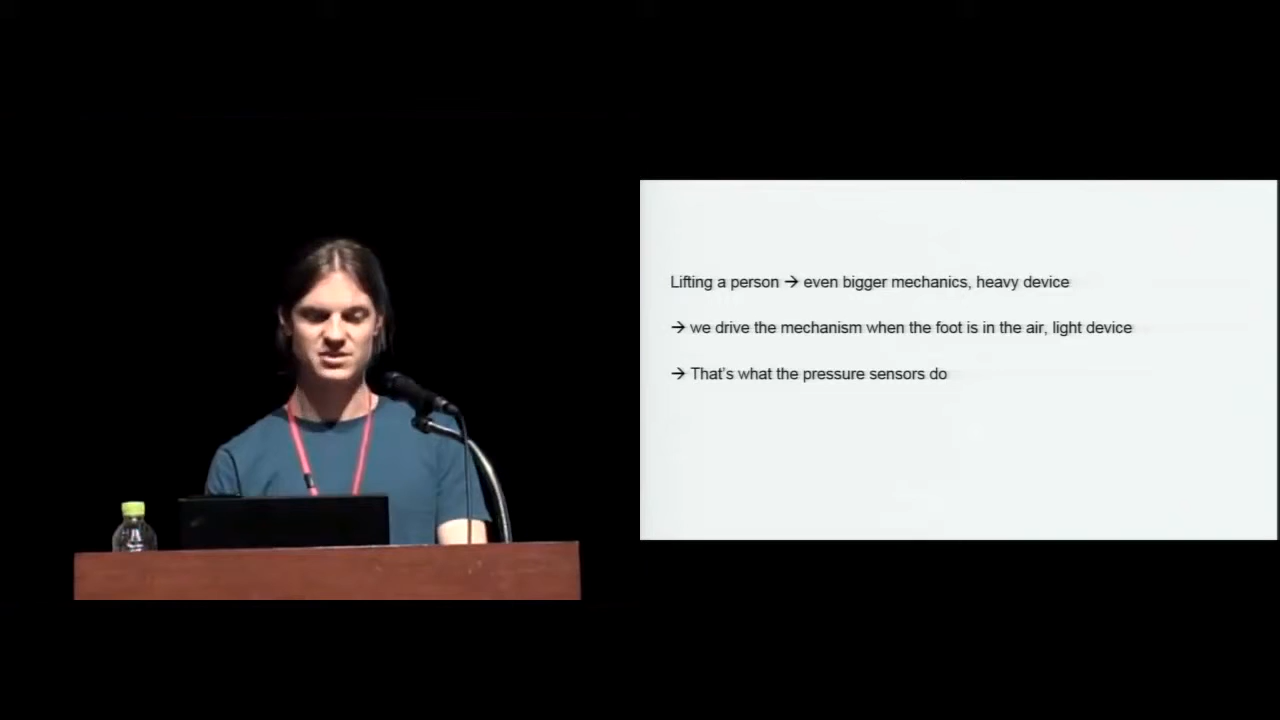 Lifting a person → even bigger mechanics, heavy device
→ we drive the mechanism when the foot is in the air, light device
→ That's what the pressure sensors do